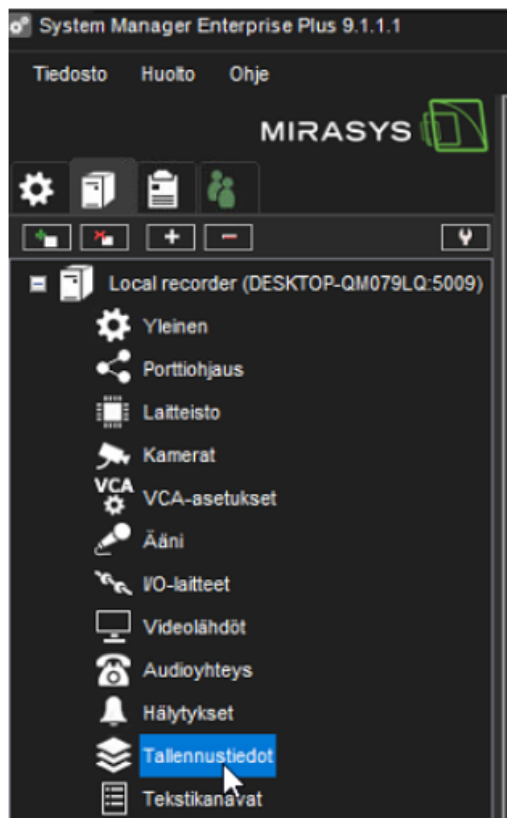 System Manager Enterprise Plus 9.1.1.1
Tiedosto Huolto Ohje
MIRASYS
Local recorder (DESKTOP-QM079LQ:5009)
Yleinen
Porttiohjaus
Laitteisto
Kamerat
VCA VCA-asetukset
Ääni
I/O-laitteet
Videolähdöt
Audioyhteys
Hälytykset
Tallennustiedot
Tekstikanavat